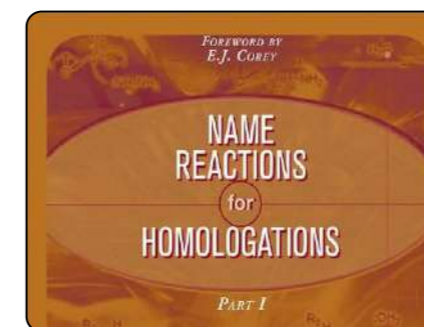 FOREWORD BY
E.J. COREY
NAME
REACTIONS
for
HOMOLOGATIONS
PART I